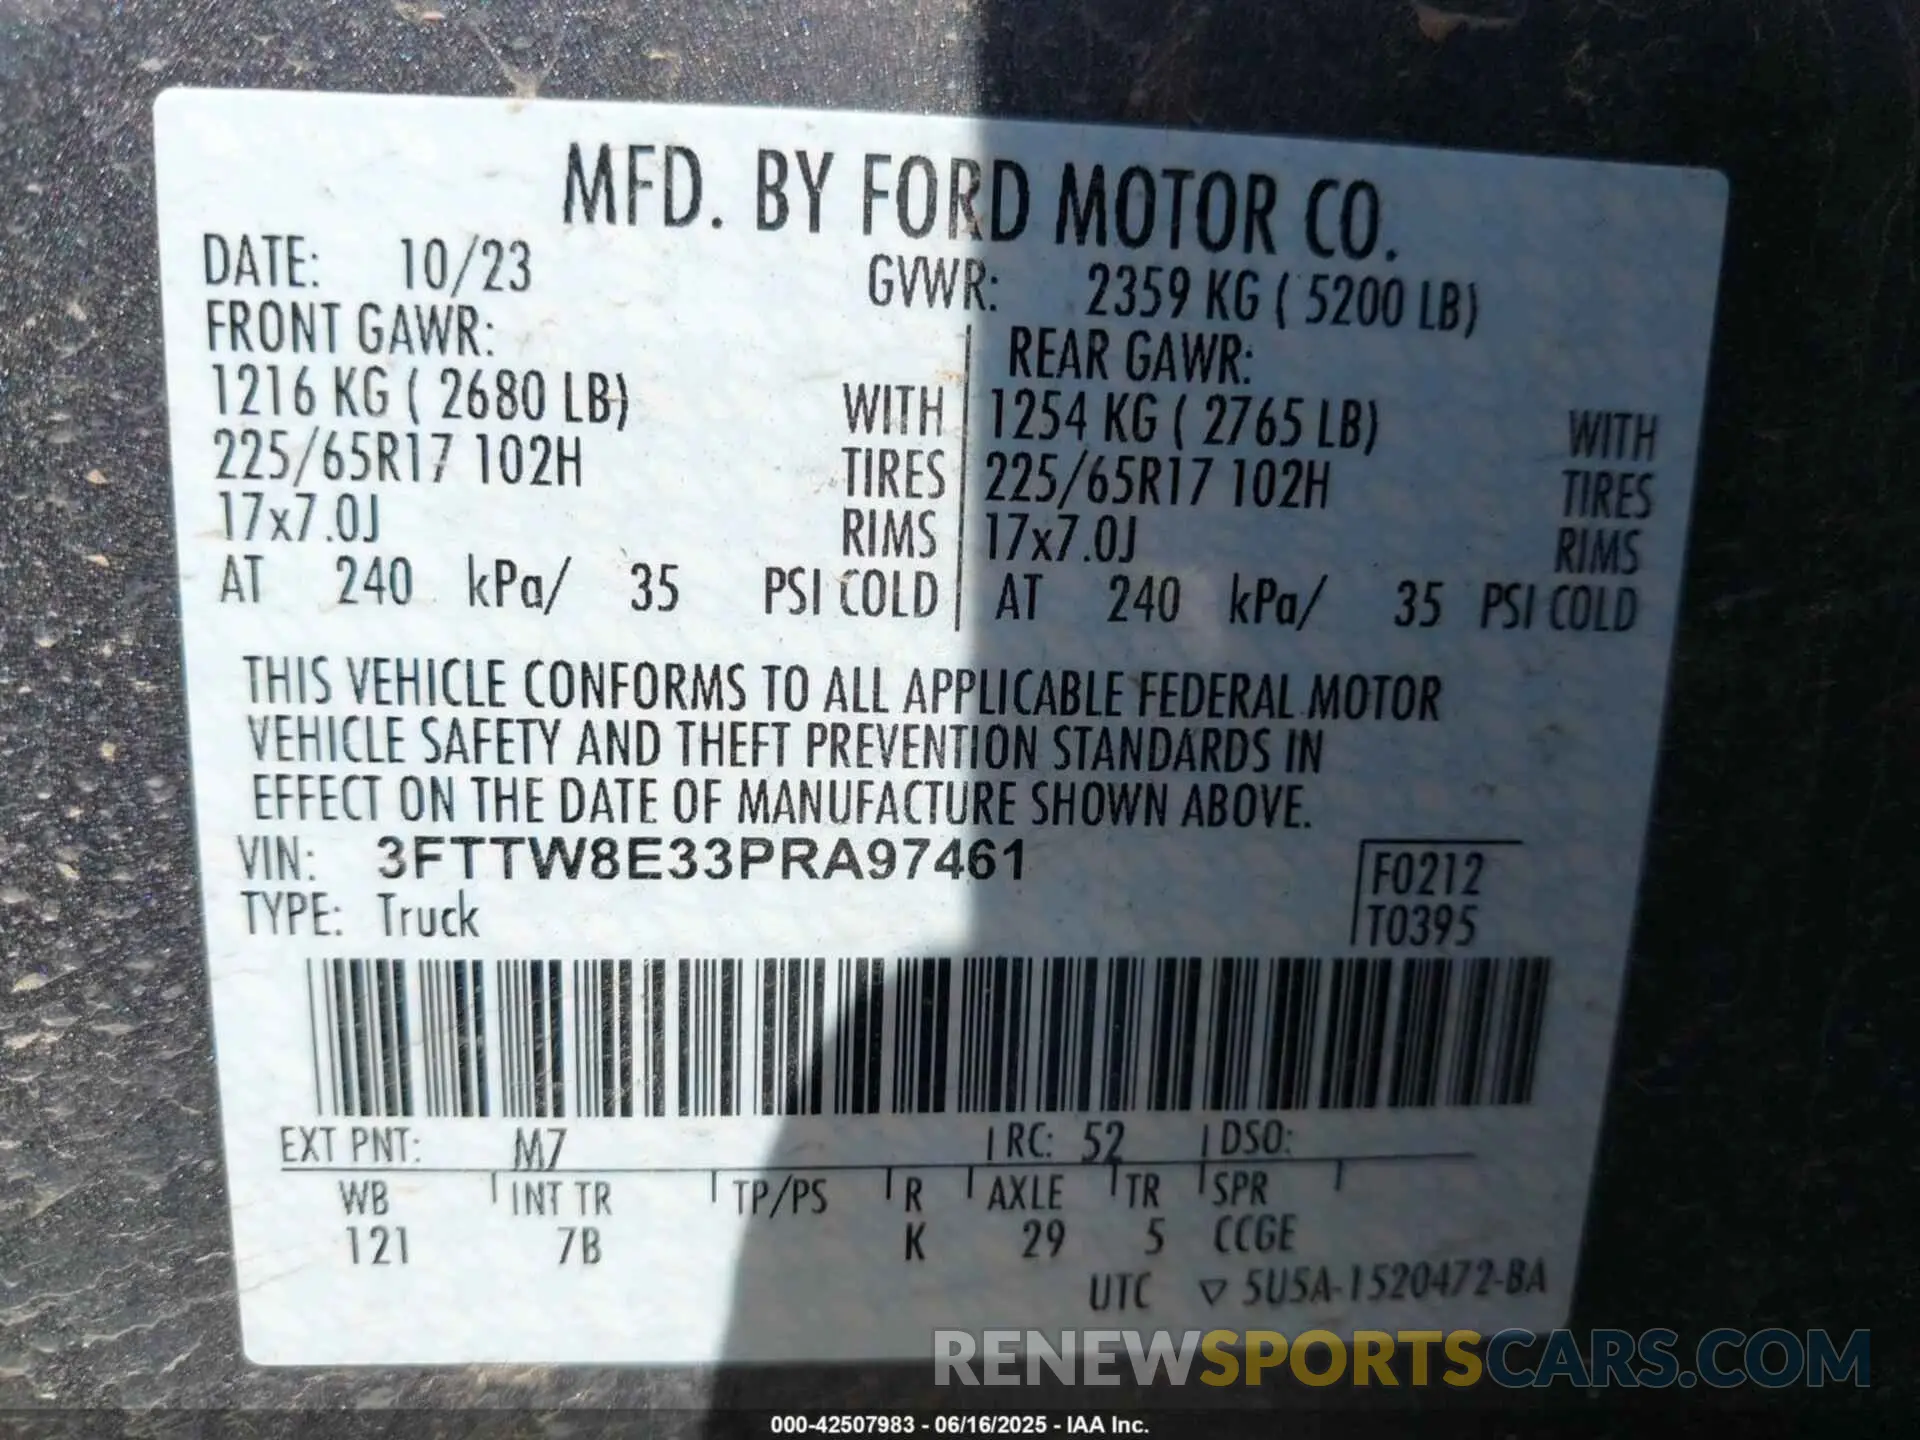 MFD. BY FORD MOTOR CO.
DATE: 10/23 GVWR: 2359 KG ( 5200 LB)
FRONT GAWR: REAR GAWR:
1216 KG ( 2680 LB) WITH 1254 KG ( 2765 LB) WITH
225/65R17 102H TIRES 225/65R17 102H TIRES
17x7.0J RIMS 17x7.0J RIMS
AT 240 kPa/ 35 PSI COLD AT 240 kPa/ 35 PSI COLD
THIS VEHICLE CONFORMS TO ALL APPLICABLE FEDERAL MOTOR
VEHICLE SAFETY AND THEFT PREVENTION STANDARDS IN
EFFECT ON THE DATE OF MANUFACTURE SHOWN ABOVE.
VIN: 3FTTW8E33PRA97461 F0212
TYPE: Truck T0395
EXT PNT: M7 RC: 52 DSO:
WB INT TR TP/PS R AXLE TR SPR
121 7B K 29 5 CCGE
UTC ▽ 5U5A-1520472-BA
RENEWSPORTSCARS.COM
000-42507983 - 06/16/2025 - IAA Inc.